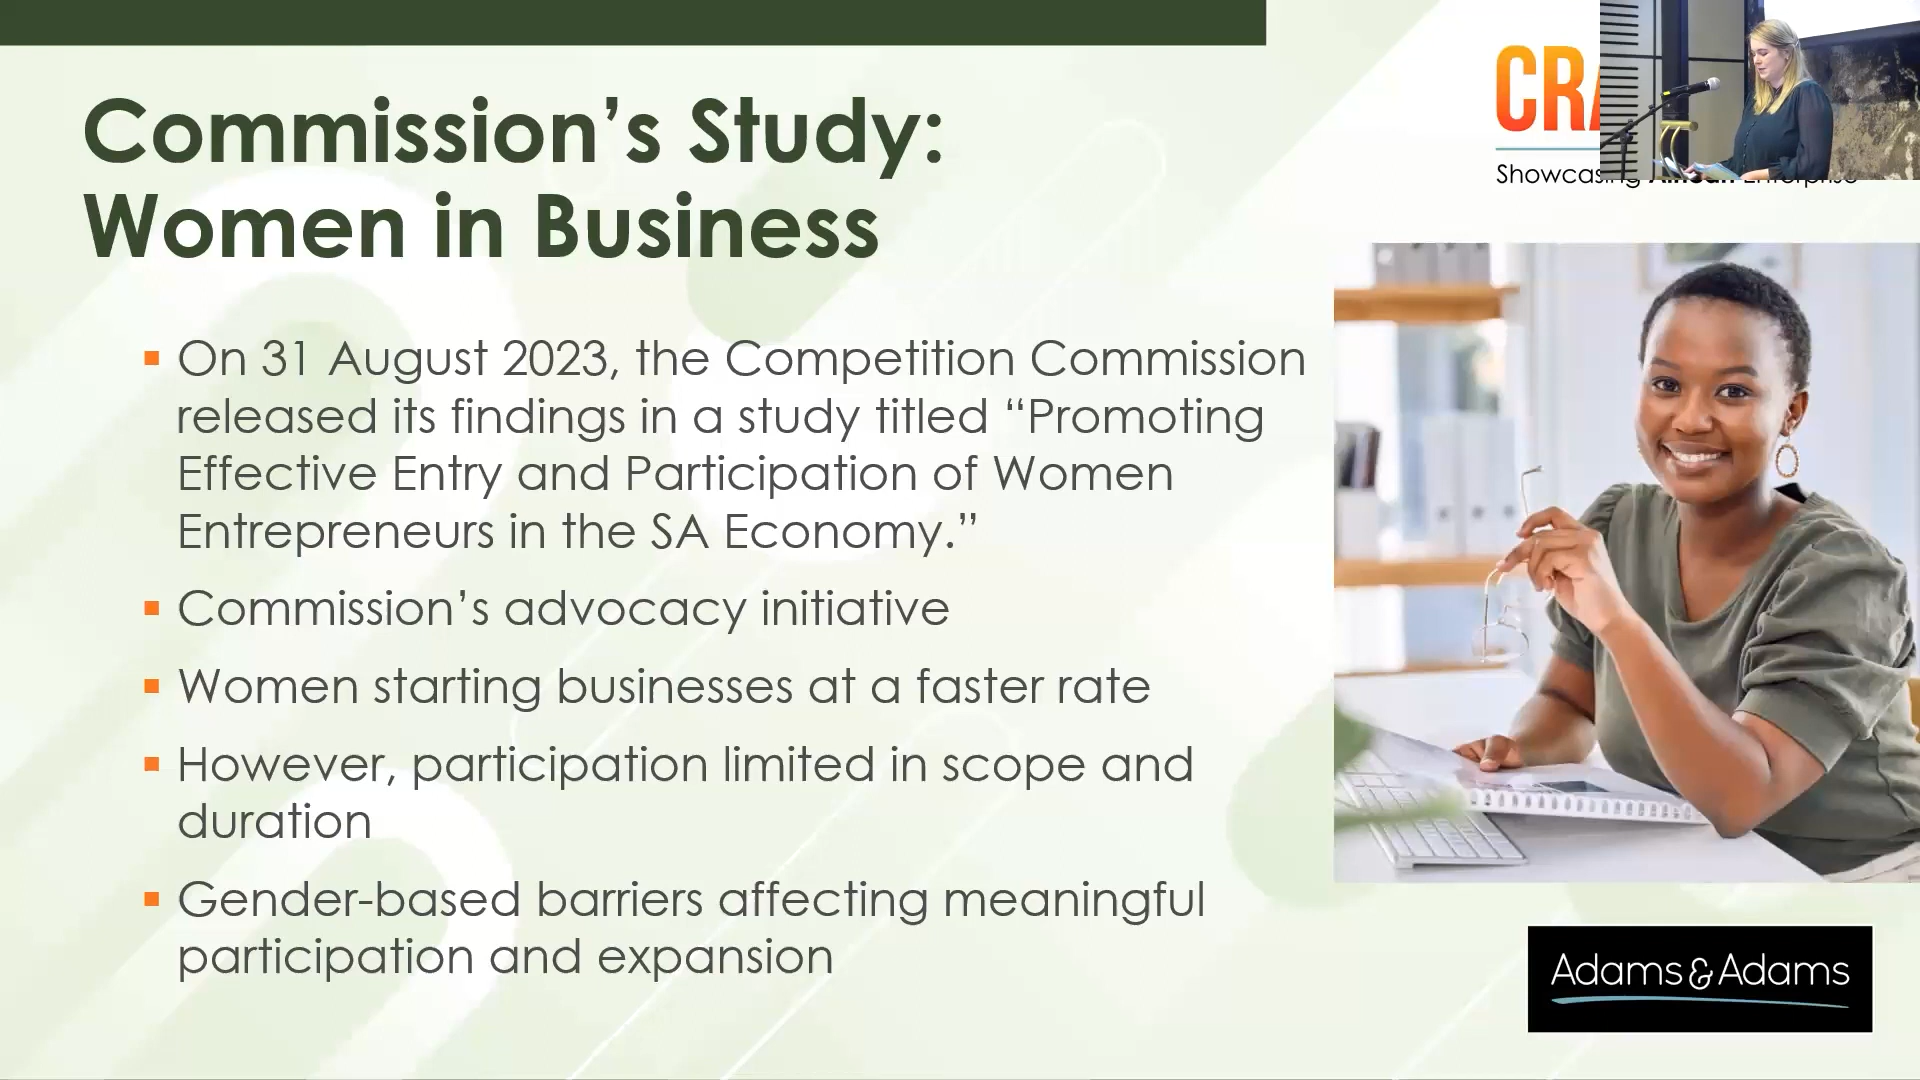 Commission’s Study:
Women in Business
▪ On 31 August 2023, the Competition Commission
released its findings in a study titled “Promoting
Effective Entry and Participation of Women
Entrepreneurs in the SA Economy.”
▪ Commission’s advocacy initiative
▪ Women starting businesses at a faster rate
▪ However, participation limited in scope and
duration
▪ Gender-based barriers affecting meaningful
participation and expansion
Adams & Adams